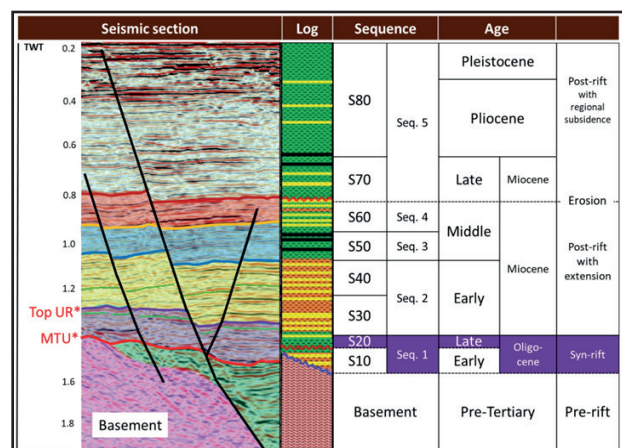 Seismic section Log Sequence Age
TWT
0.2
0.4
0.6
0.8
1.0
1.2
1.6
1.8
Top UR*
MTU*
Basement
S80
S70
S60
S50
S40
S30
S20
S10
Basement
Seq. 5
Seq. 4
Seq. 3
Seq. 2
Seq. 1
Pleistocene
Pliocene
Late
Middle
Early
Late
Early
Pre-Tertiary
Miocene
Miocene
Oligo-
cene
Post-rift
with
regional
subsidence
Erosion
Post-rift
with
extension
Syn-rift
Pre-rift